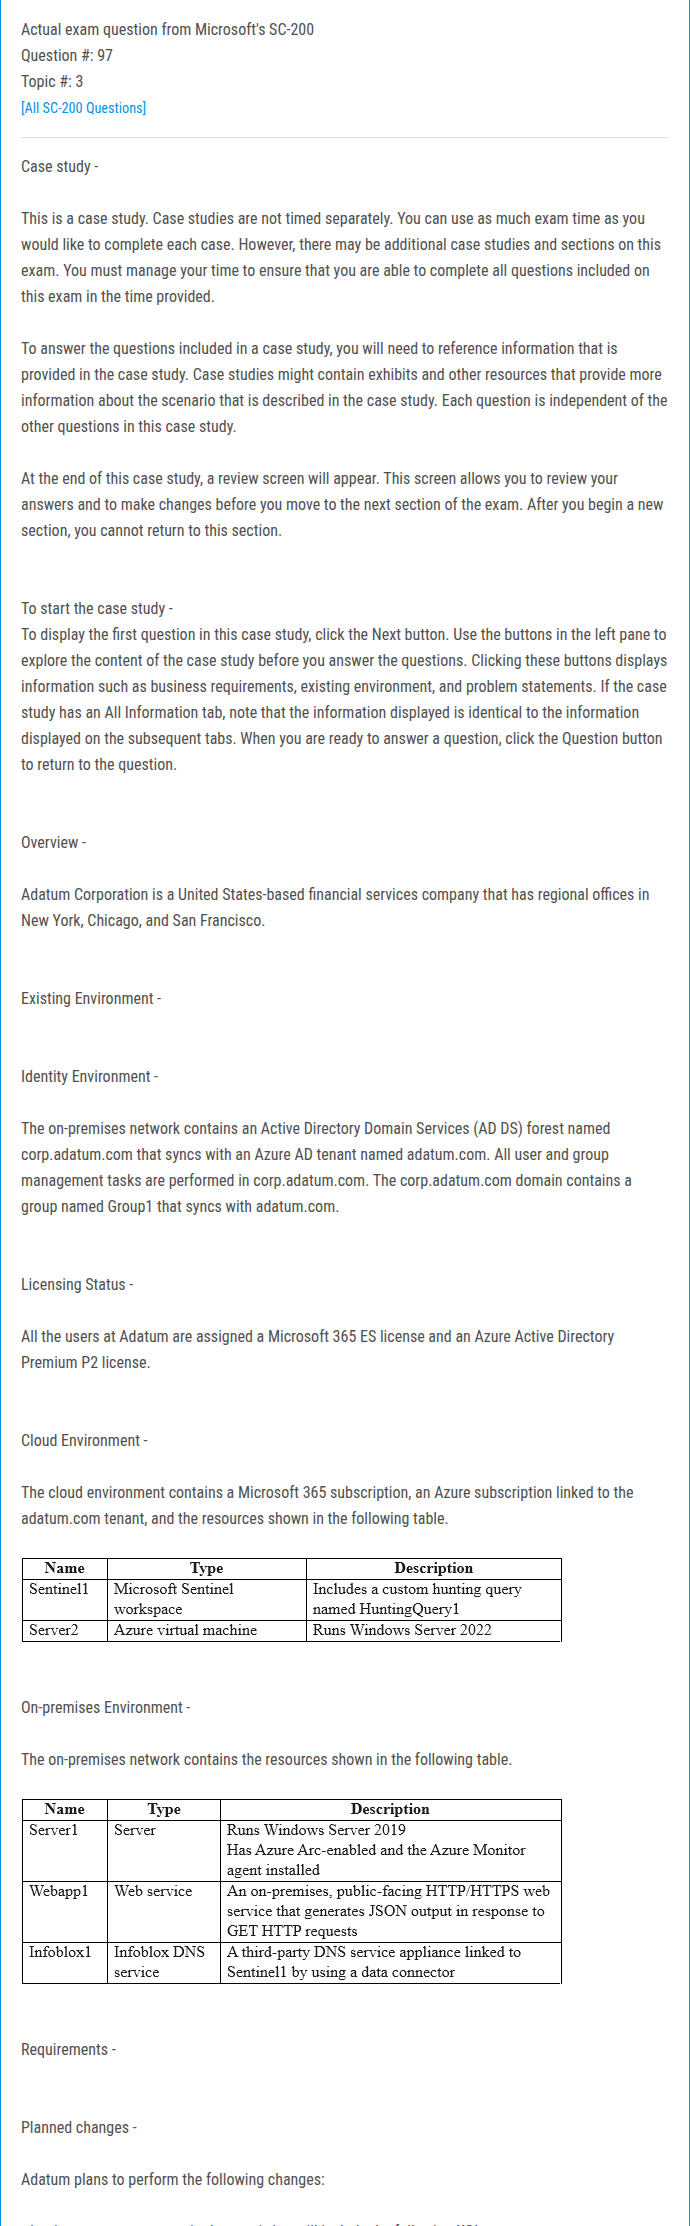 Actual exam question from Microsoft's SC-200
Question #: 97
Topic #: 3
[All SC-200 Questions]
Case study -
This is a case study. Case studies are not timed separately. You can use as much exam time as you
would like to complete each case. However, there may be additional case studies and sections on this
exam. You must manage your time to ensure that you are able to complete all questions included on
this exam in the time provided.
To answer the questions included in a case study, you will need to reference information that is
provided in the case study. Case studies might contain exhibits and other resources that provide more
information about the scenario that is described in the case study. Each question is independent of the
other questions in this case study.
At the end of this case study, a review screen will appear. This screen allows you to review your
answers and to make changes before you move to the next section of the exam. After you begin a new
section, you cannot return to this section.
To start the case study -
To display the first question in this case study, click the Next button. Use the buttons in the left pane to
explore the content of the case study before you answer the questions. Clicking these buttons displays
information such as business requirements, existing environment, and problem statements. If the case
study has an All Information tab, note that the information displayed is identical to the information
displayed on the subsequent tabs. When you are ready to answer a question, click the Question button
to return to the question.
Overview -
Adatum Corporation is a United States-based financial services company that has regional offices in
New York, Chicago, and San Francisco.
Existing Environment -
Identity Environment -
The on-premises network contains an Active Directory Domain Services (AD DS) forest named
corp.adatum.com that syncs with an Azure AD tenant named adatum.com. All user and group
management tasks are performed in corp.adatum.com. The corp.adatum.com domain contains a
group named Group1 that syncs with adatum.com.
Licensing Status -
All the users at Adatum are assigned a Microsoft 365 ES license and an Azure Active Directory
Premium P2 license.
Cloud Environment -
The cloud environment contains a Microsoft 365 subscription, an Azure subscription linked to the
adatum.com tenant, and the resources shown in the following table.
Name Type Description
Sentinel1 Microsoft Sentinel Includes a custom hunting query
workspace named HuntingQuery1
Server2 Azure virtual machine Runs Windows Server 2022
On-premises Environment -
The on-premises network contains the resources shown in the following table.
Name Type Description
Server1 Server Runs Windows Server 2019
Has Azure Arc-enabled and the Azure Monitor
agent installed
Webapp1 Web service An on-premises, public-facing HTTP/HTTPS web
service that generates JSON output in response to
GET HTTP requests
Infoblox1 Infoblox DNS A third-party DNS service appliance linked to
service Sentinel1 by using a data connector
Requirements -
Planned changes -
Adatum plans to perform the following changes: